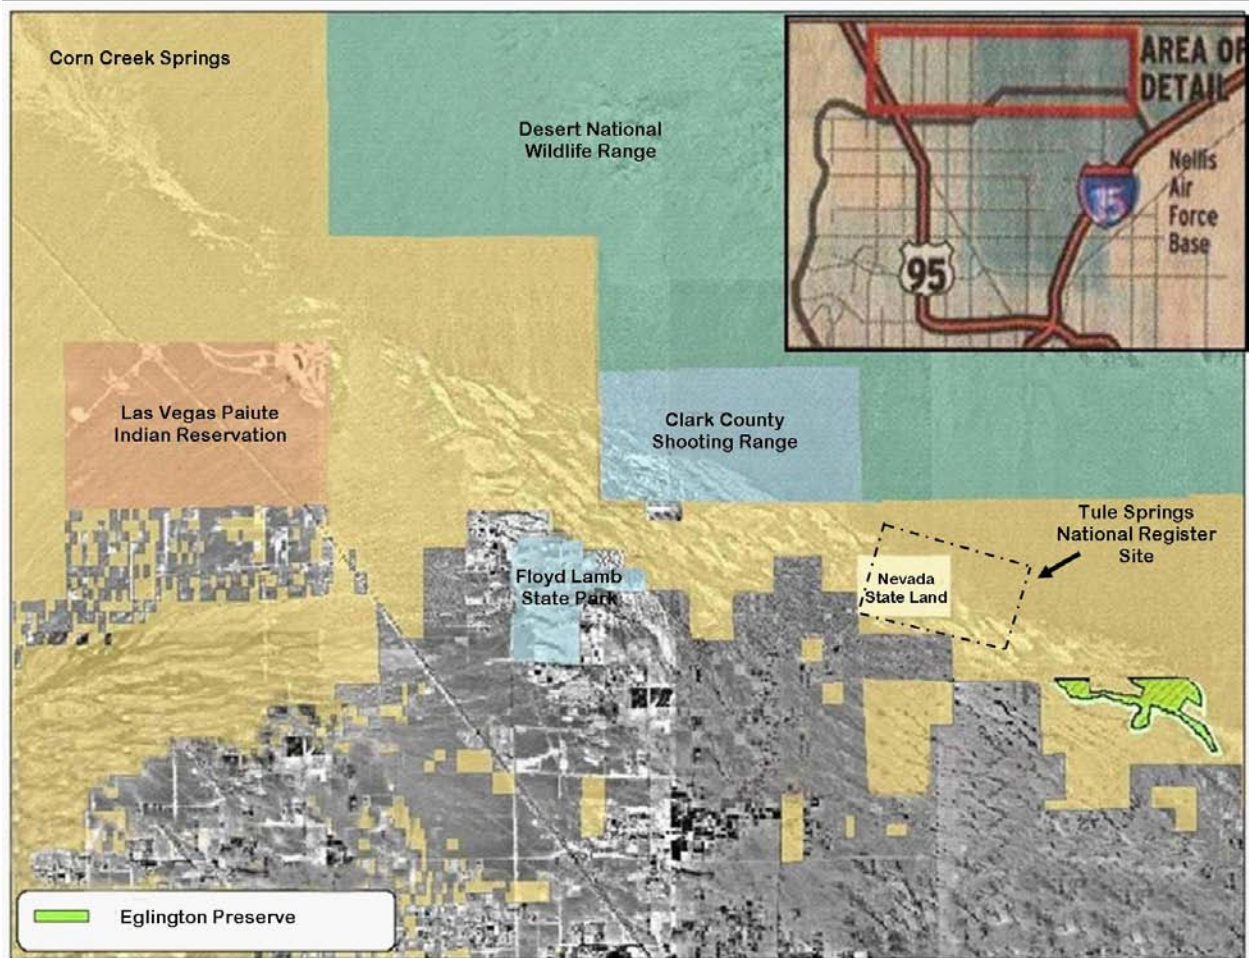 Corn Creek Springs
Desert National
Wildlife Range
AREA OF
DETAIL
Nellis
Air
Force
Base
15
95
Las Vegas Paiute
Indian Reservation
Clark County
Shooting Range
Tule Springs
National Register
Site
Floyd Lamb
State Park
Nevada
State Land
Eglington Preserve